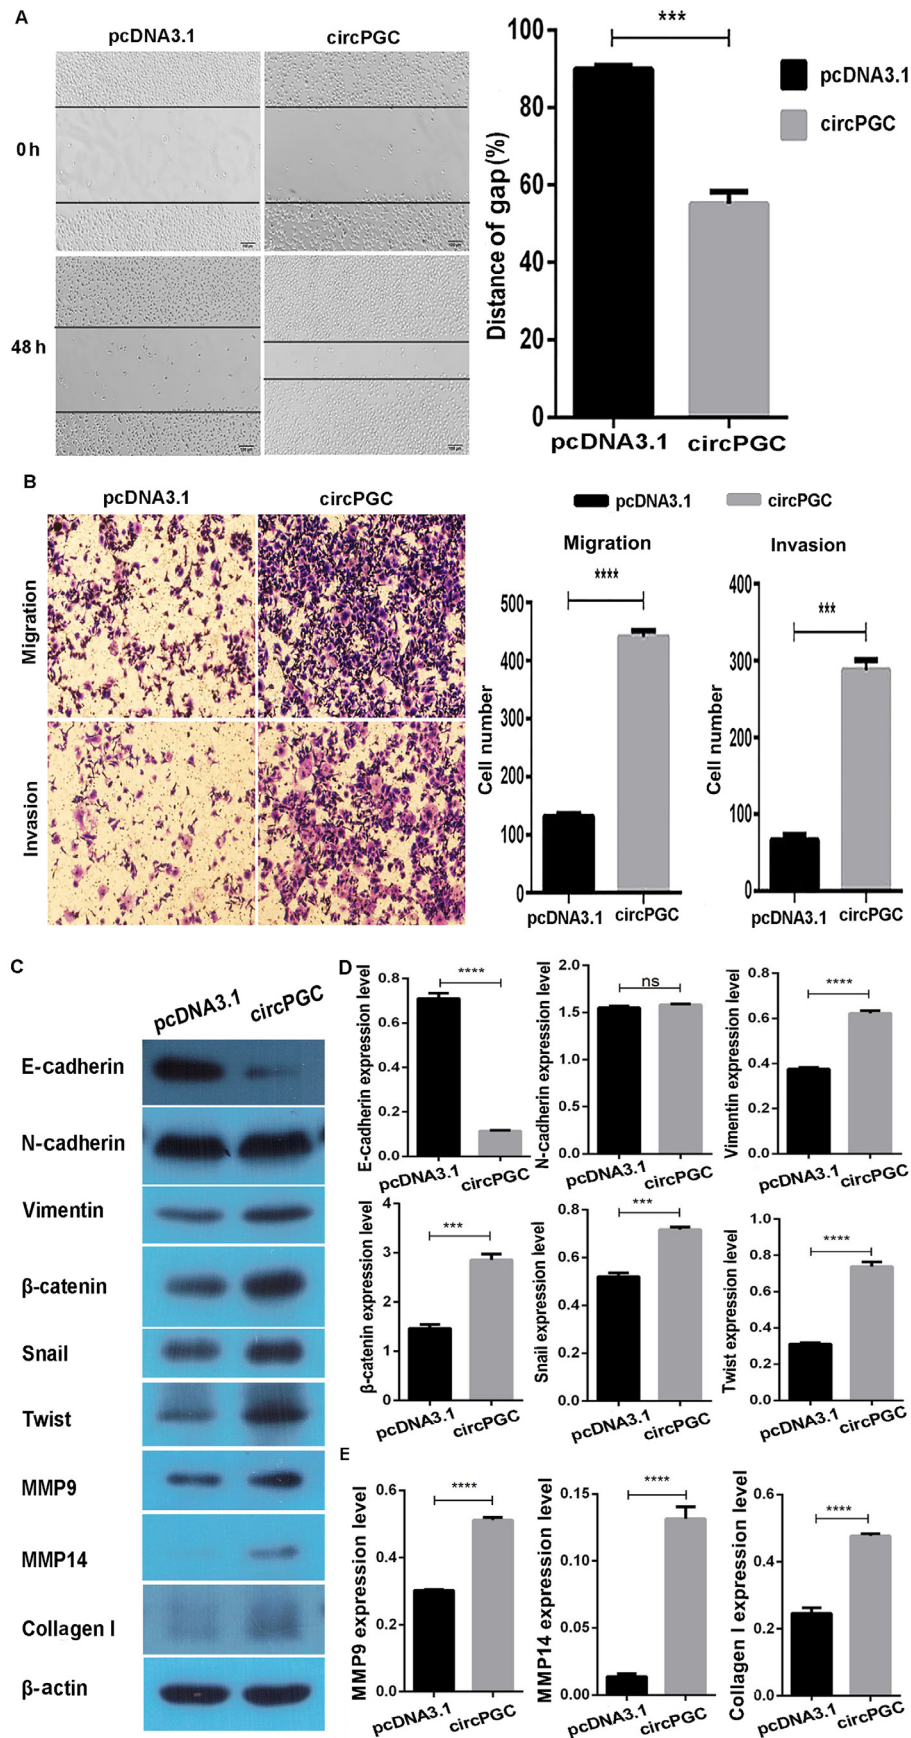 A
pcDNA3.1 circPGC
0 h
48 h
100 μm
100 μm
100 μm
100 μm
***
Distance of gap (%)
100
80
60
40
20
0
pcDNA3.1 circPGC
pcDNA3.1
circPGC
B
pcDNA3.1 circPGC
Migration
Invasion
pcDNA3.1 circPGC
Migration
****
Cell number
500
400
300
200
100
0
pcDNA3.1 circPGC
Invasion
***
Cell number
400
300
200
100
0
pcDNA3.1 circPGC
C
pcDNA3.1 circPGC
E-cadherin
N-cadherin
Vimentin
β-catenin
Snail
Twist
MMP9
MMP14
Collagen I
β-actin
D
E-cadherin expression level
0.8
0.6
0.4
0.2
0.0
****
pcDNA3.1 circPGC
N-cadherin expression level
2.0
1.5
1.0
0.5
0.0
ns
pcDNA3.1 circPGC
Vimentin expression level
0.8
0.6
0.4
0.2
0.0
****
pcDNA3.1 circPGC
β-catenin expression level
4
3
2
1
0
***
pcDNA3.1 circPGC
Snail expression level
0.8
0.6
0.4
0.2
0.0
***
pcDNA3.1 circPGC
Twist expression level
1.0
0.8
0.6
0.4
0.2
0.0
****
pcDNA3.1 circPGC
E
MMP9 expression level
0.6
0.4
0.2
0.0
****
pcDNA3.1 circPGC
MMP14 expression level
0.15
0.10
0.05
0.00
****
pcDNA3.1 circPGC
Collagen I expression level
0.6
0.4
0.2
0.0
****
pcDNA3.1 circPGC